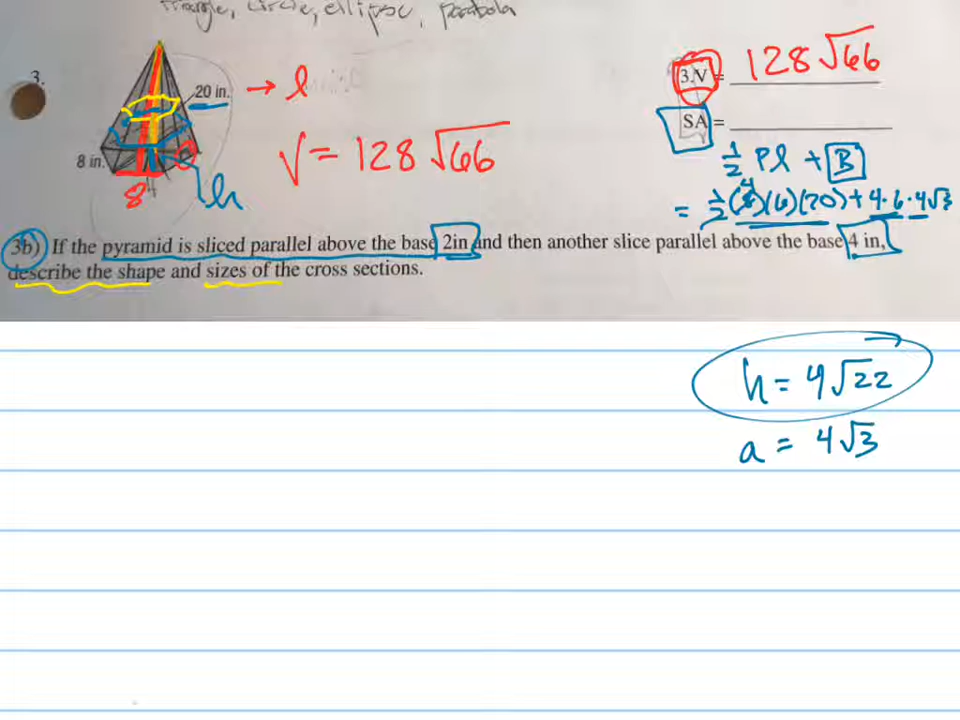 triangle, circle, ellipse, parabola
3.
20 in. → l
8 in.
8
h
V = 128√66
3.V = 128√66
SA =
½ Pl + B
= ½(8)(6)(20) + 4·6·4√3
4
3b) If the pyramid is sliced parallel above the base 2in and then another slice parallel above the base 4 in,
describe the shape and sizes of the cross sections.
h = 4√22
a = 4√3